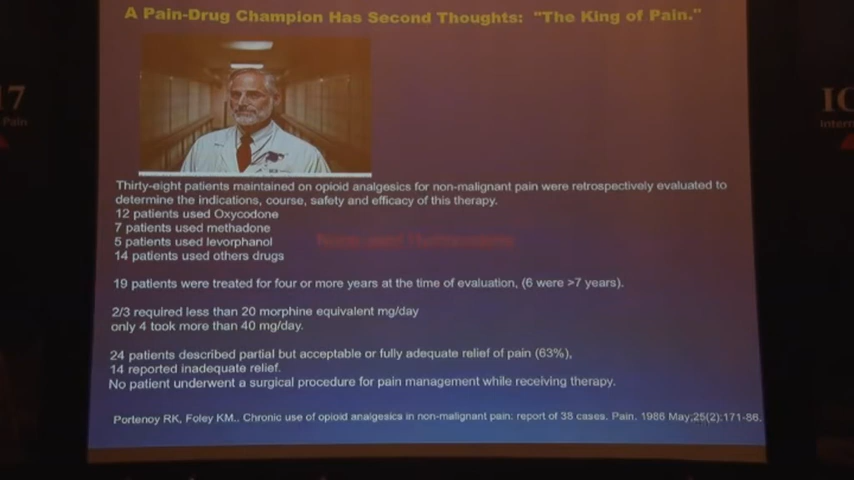 A Pain-Drug Champion Has Second Thoughts: "The King of Pain."
17
Pain
IC
Intern
Thirty-eight patients maintained on opioid analgesics for non-malignant pain were retrospectively evaluated to
determine the indications, course, safety and efficacy of this therapy.
12 patients used Oxycodone
7 patients used methadone
5 patients used levorphanol
14 patients used others drugs
19 patients were treated for four or more years at the time of evaluation, (6 were >7 years).
2/3 required less than 20 morphine equivalent mg/day
only 4 took more than 40 mg/day.
24 patients described partial but acceptable or fully adequate relief of pain (63%),
14 reported inadequate relief.
No patient underwent a surgical procedure for pain management while receiving therapy.
Portenoy RK, Foley KM.. Chronic use of opioid analgesics in non-malignant pain: report of 38 cases. Pain. 1986 May;25(2):171-86.